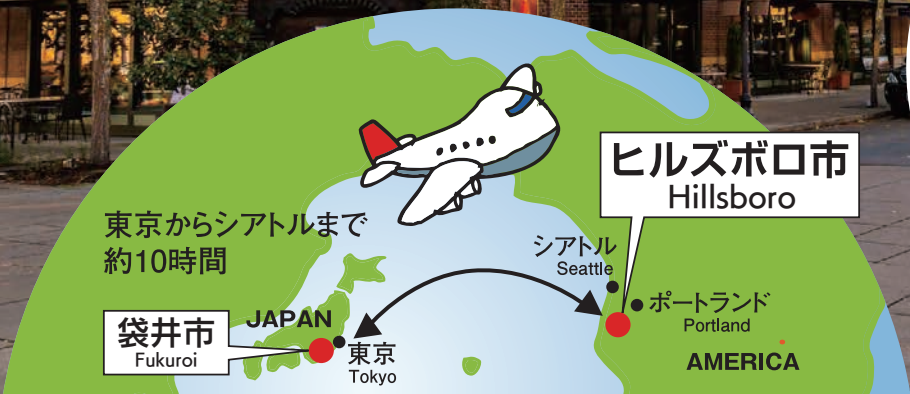 ヒルズボロ市
Hillsboro
東京からシアトルまで
約10時間
シアトル
Seattle
ポートランド
Portland
袋井市
Fukuroi
JAPAN
東京
Tokyo
AMERICA